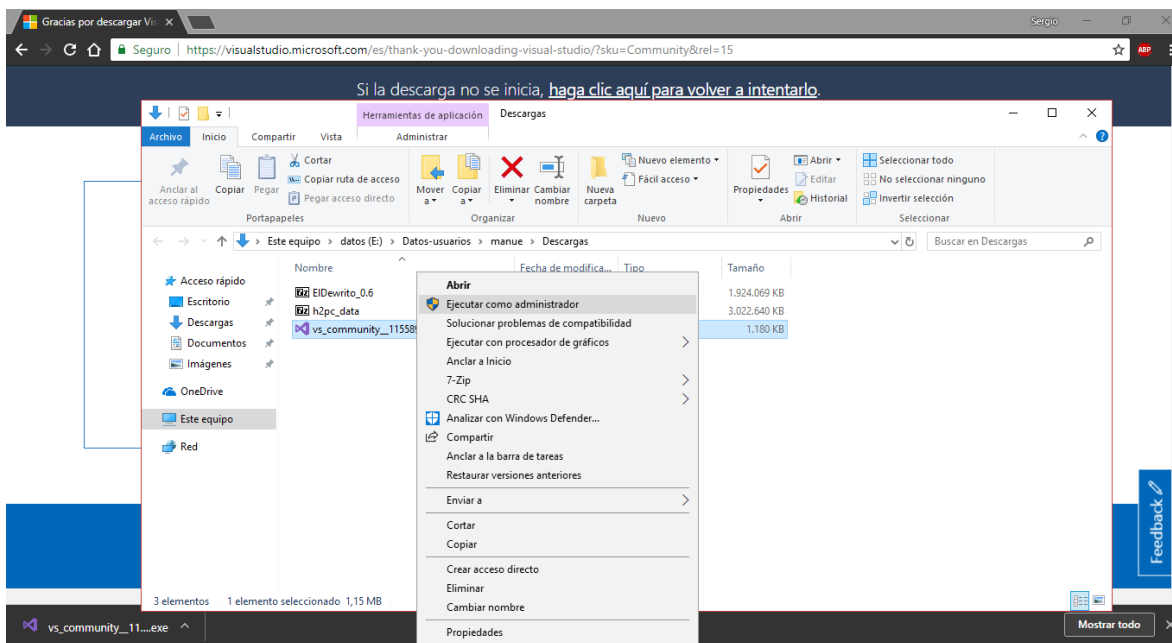 Gracias por descargar Vis
Sergio
Seguro | https://visualstudio.microsoft.com/es/thank-you-downloading-visual-studio/?sku=Community&rel=15
ABP
Si la descarga no se inicia, haga clic aquí para volver a intentarlo.
Herramientas de aplicación Descargas
Archivo Inicio Compartir Vista Administrar
Anclar al acceso rápido
Copiar
Pegar
Cortar
Copiar ruta de acceso
Pegar acceso directo
Portapapeles
Mover a
Copiar a
Eliminar
Cambiar nombre
Organizar
Nueva carpeta
Nuevo elemento
Fácil acceso
Nuevo
Propiedades
Abrir
Editar
Historial
Abrir
Seleccionar todo
No seleccionar ninguno
Invertir selección
Seleccionar
Este equipo > datos (E:) > Datos-usuarios > manue > Descargas
Buscar en Descargas
Acceso rápido
Escritorio
Descargas
Documentos
Imágenes
OneDrive
Este equipo
Red
Nombre Fecha de modifica... Tipo Tamaño
ElDewrito_0.6 1.924.069 KB
h2pc_data 3.022.640 KB
vs_community__11558 1.180 KB
Abrir
Ejecutar como administrador
Solucionar problemas de compatibilidad
Ejecutar con procesador de gráficos
Anclar a Inicio
7-Zip
CRC SHA
Analizar con Windows Defender...
Compartir
Anclar a la barra de tareas
Restaurar versiones anteriores
Enviar a
Cortar
Copiar
Crear acceso directo
Eliminar
Cambiar nombre
Propiedades
3 elementos 1 elemento seleccionado 1,15 MB
Feedback
vs_community__11....exe
Mostrar todo